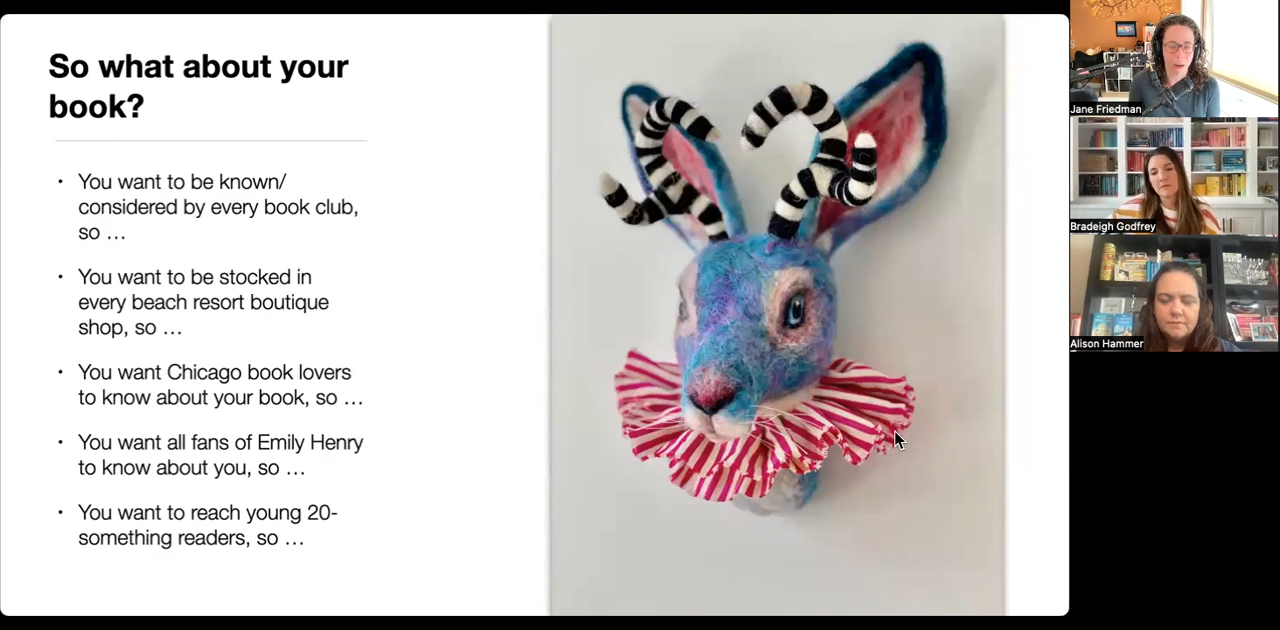 So what about your
book?
· You want to be known/
considered by every book club,
so …
· You want to be stocked in
every beach resort boutique
shop, so …
· You want Chicago book lovers
to know about your book, so …
· You want all fans of Emily Henry
to know about you, so …
· You want to reach young 20-
something readers, so …
Jane Friedman
Bradeigh Godfrey
Alison Hammer